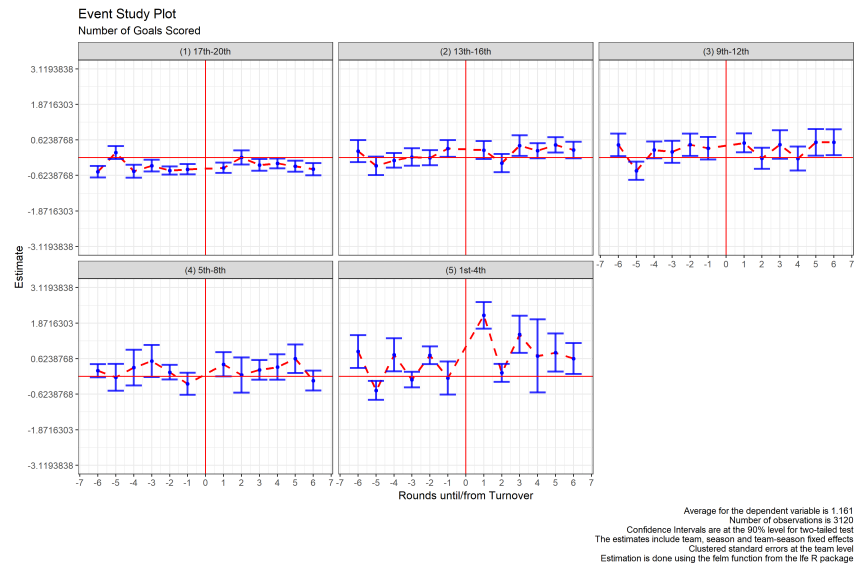 Event Study Plot
Number of Goals Scored
(1) 17th-20th
(2) 13th-16th
(3) 9th-12th
3.1193838
1.8716303
0.6238768
-0.6238768
-1.8716303
-3.1193838
-7 -6 -5 -4 -3 -2 -1 0 1 2 3 4 5 6 7
(4) 5th-8th
(5) 1st-4th
3.1193838
1.8716303
0.6238768
-0.6238768
-1.8716303
-3.1193838
-7 -6 -5 -4 -3 -2 -1 0 1 2 3 4 5 6 7
-7 -6 -5 -4 -3 -2 -1 0 1 2 3 4 5 6 7
Estimate
Rounds until/from Turnover
Average for the dependent variable is 1.161
Number of observations is 3120
Confidence Intervals are at the 90% level for two-tailed test
The estimates include team, season and team-season fixed effects
Clustered standard errors at the team level
Estimation is done using the felm function from the lfe R package